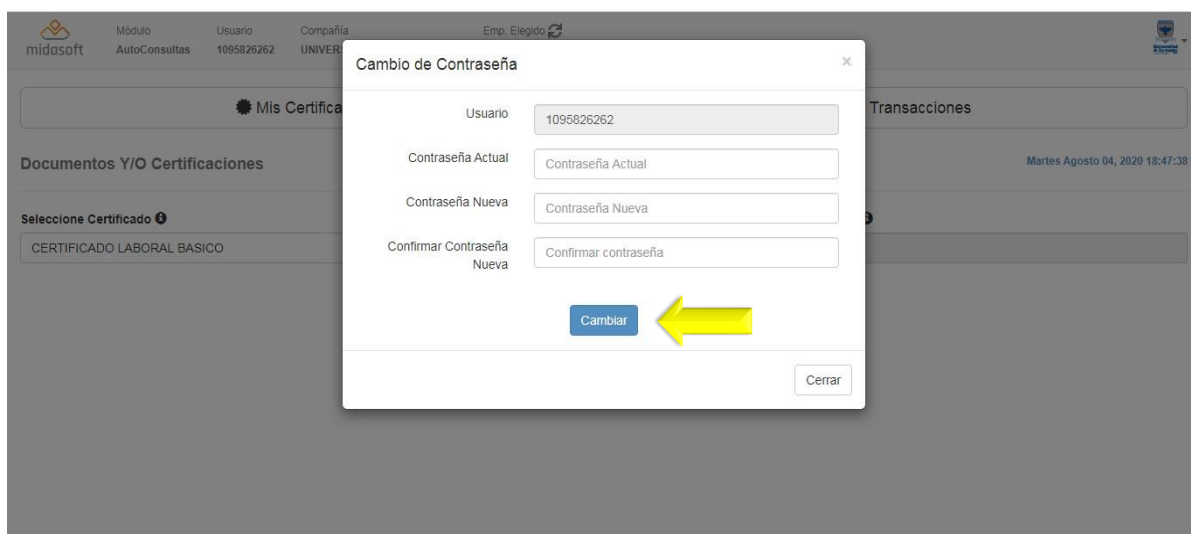 midasoft
Módulo Usuario Compañía Emp. Elegido
AutoConsultas 1095826262 UNIVER
Cambio de Contraseña ×
Mis Certifica Transacciones
Usuario 1095826262
Documentos Y/O Certificaciones Martes Agosto 04, 2020 18:47:38
Contraseña Actual Contraseña Actual
Contraseña Nueva Contraseña Nueva
Seleccione Certificado
CERTIFICADO LABORAL BASICO
Confirmar Contraseña Confirmar contraseña
Nueva
Cambiar
Cerrar